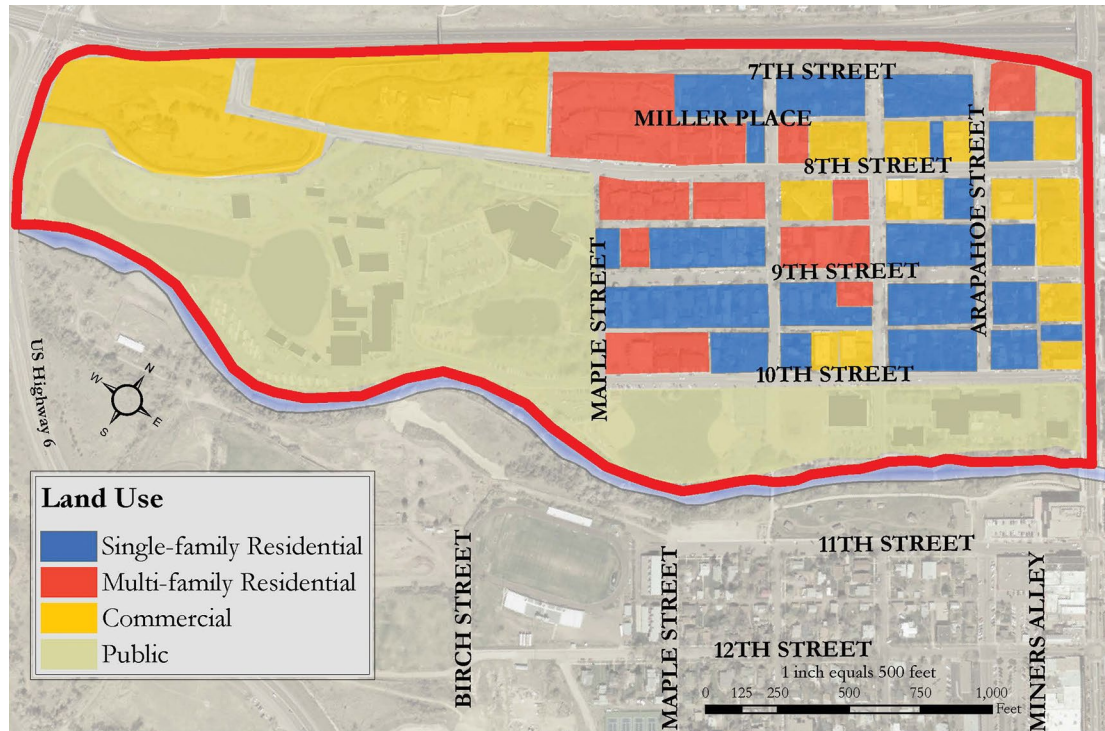 7TH STREET
MILLER PLACE
8TH STREET
ARAPAHOE STREET
MAPLE STREET
9TH STREET
10TH STREET
US Highway 6
N
W
E
S
Land Use
Single-family Residential
Multi-family Residential
Commercial
Public
BIRCH STREET
MAPLE STREET
11TH STREET
MINERS ALLEY
12TH STREET
1 inch equals 500 feet
0 125 250 500 750 1,000
Feet